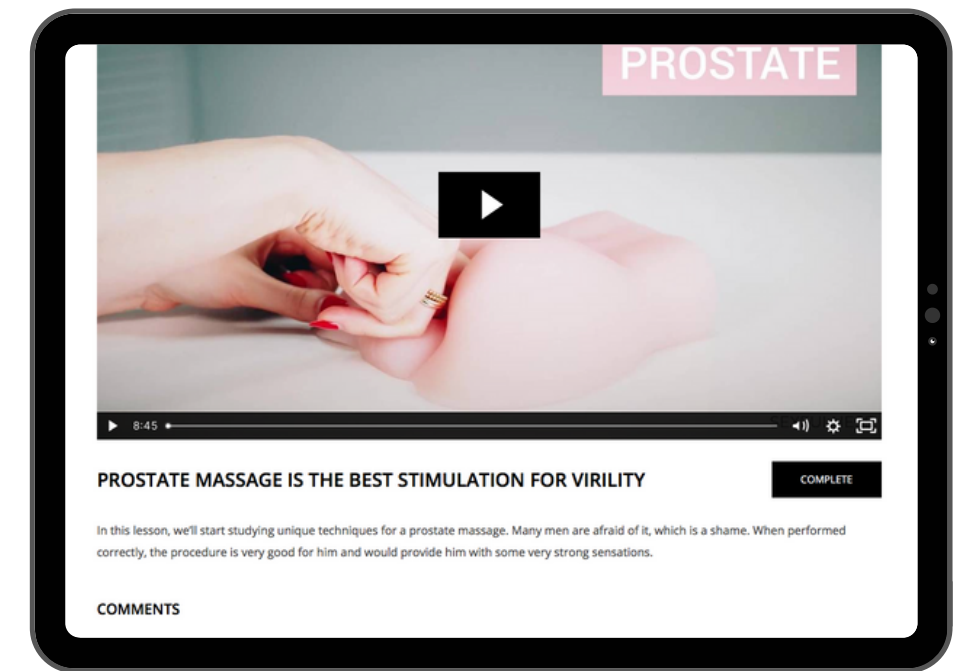 PROSTATE
8:45
PROSTATE MASSAGE IS THE BEST STIMULATION FOR VIRILITY
COMPLETE
In this lesson, we'll start studying unique techniques for a prostate massage. Many men are afraid of it, which is a shame. When performed
correctly, the procedure is very good for him and would provide him with some very strong sensations.
COMMENTS